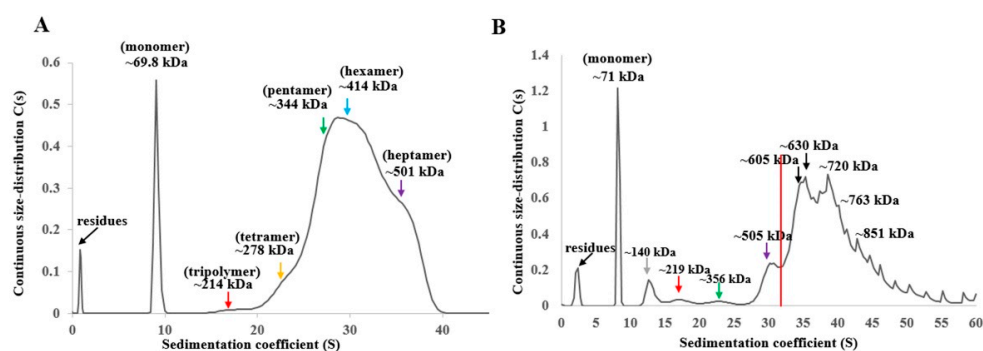 A
Continuous size-distribution C(s)
0.6
0.5
0.4
0.3
0.2
0.1
0
residues
(monomer)
~69.8 kDa
(tripolymer)
~214 kDa
(tetramer)
~278 kDa
(pentamer)
~344 kDa
(hexamer)
~414 kDa
(heptamer)
~501 kDa
0 10 20 30 40
Sedimentation coefficient (S)
B
Continuous size-distribution C(s)
1.4
1.2
1
0.8
0.6
0.4
0.2
0
residues
(monomer)
~71 kDa
~140 kDa
~219 kDa
~356 kDa
~505 kDa
~605 kDa
~630 kDa
~720 kDa
~763 kDa
~851 kDa
0 5 10 15 20 25 30 35 40 45 50 55 60
Sedimentation coefficient (S)